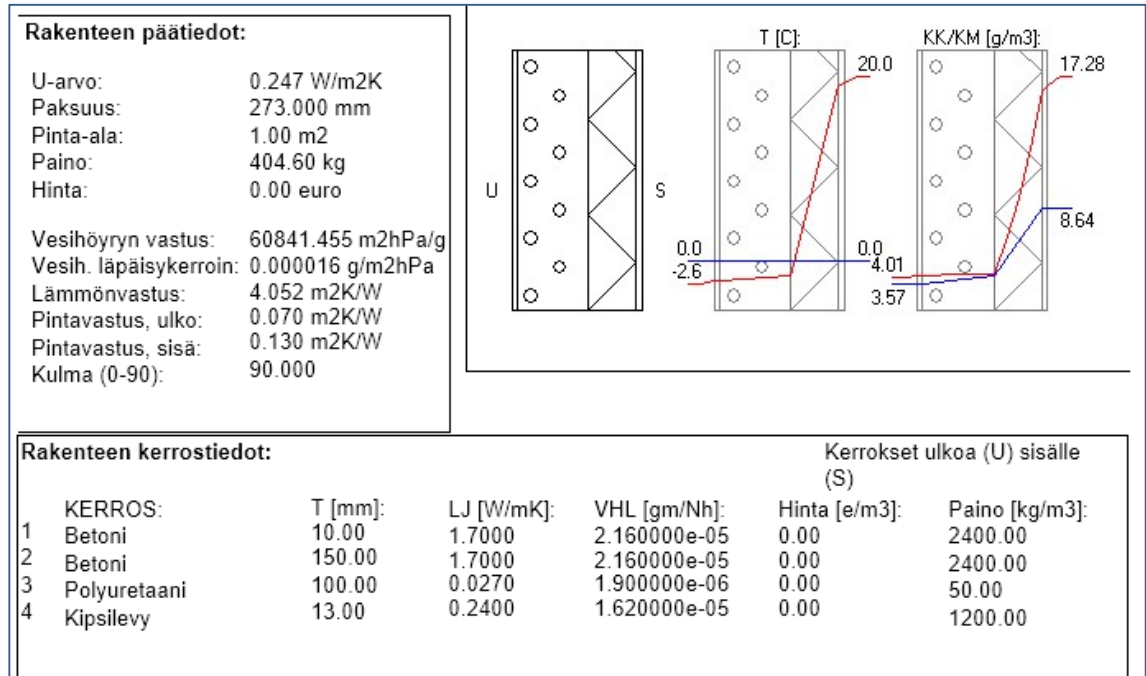 Rakenteen päätiedot:
U-arvo: 0.247 W/m2K
Paksuus: 273.000 mm
Pinta-ala: 1.00 m2
Paino: 404.60 kg
Hinta: 0.00 euro
Vesihöyryn vastus: 60841.455 m2hPa/g
Vesih. läpäisykerroin: 0.000016 g/m2hPa
Lämmönvastus: 4.052 m2K/W
Pintavastus, ulko: 0.070 m2K/W
Pintavastus, sisä: 0.130 m2K/W
Kulma (0-90): 90.000
T [C]: KK/KM [g/m3]:
20.0 17.28
U S
8.64
0.0 0.0
-2.6 4.01
3.57
Rakenteen kerrostiedot: Kerrokset ulkoa (U) sisälle
(S)
KERROS: T [mm]: LJ [W/mK]: VHL [gm/Nh]: Hinta [e/m3]: Paino [kg/m3]:
1 Betoni 10.00 1.7000 2.160000e-05 0.00 2400.00
2 Betoni 150.00 1.7000 2.160000e-05 0.00 2400.00
3 Polyuretaani 100.00 0.0270 1.900000e-06 0.00 50.00
4 Kipsilevy 13.00 0.2400 1.620000e-05 0.00 1200.00